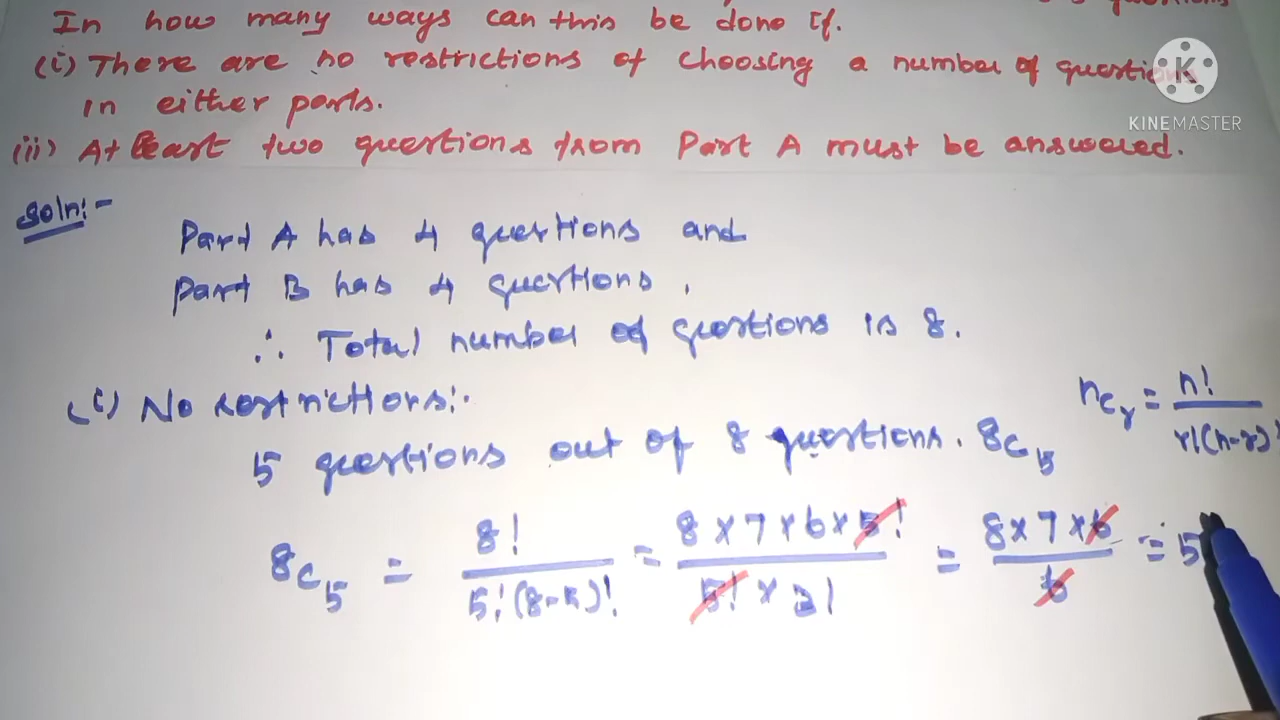 questions
In how many ways can this be done if.
(i) There are no restrictions of choosing a number of questions
in either parts.
(ii) At least two questions from Part A must be answered.
KINEMASTER
Soln:-
Part A has 4 questions and
Part B has 4 questions.
∴ Total number of questions is 8.
(i) No restrictions:-
5 questions out of 8 questions. 8C5
nCr = n! / r!(n-r)!
8C5 = 8! / 5!(8-5)! = 8×7×6×5! / 5!×3! = 8×7×6 / 6 = 5